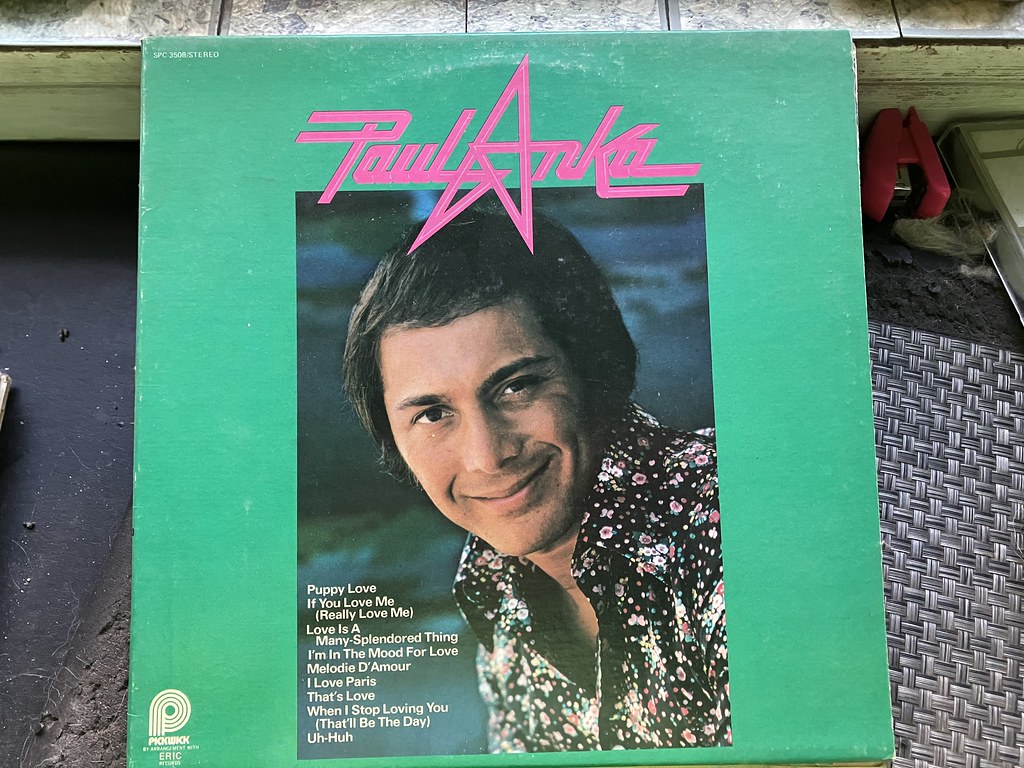 SPC 3508/STEREO
Paul Anka
Puppy Love
If You Love Me
(Really Love Me)
Love Is A
Many-Splendored Thing
I'm In The Mood For Love
Melodie D'Amour
I Love Paris
That's Love
When I Stop Loving You
(That'll Be The Day)
Uh-Huh
PICKWICK
BY ARRANGEMENT WITH
ERIC
RECORDS